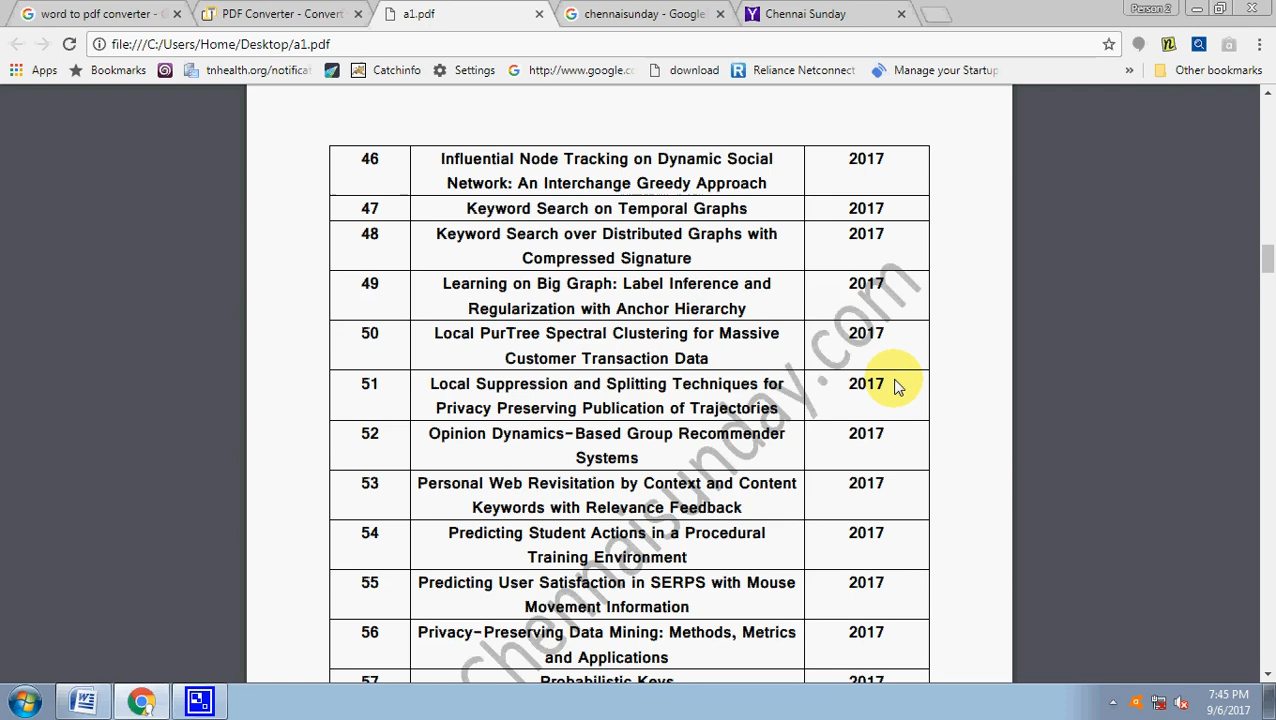 word to pdf converter - G
PDF Converter - Convert
a1.pdf
chennaisunday - Google
Chennai Sunday
Person 2
file:///C:/Users/Home/Desktop/a1.pdf
Apps
Bookmarks
tnhealth.org/notificat
Catchinfo
Settings
http://www.google.co
download
Reliance Netconnect
Manage your Startup
»
Other bookmarks
46 Influential Node Tracking on Dynamic Social 2017
Network: An Interchange Greedy Approach
47 Keyword Search on Temporal Graphs 2017
48 Keyword Search over Distributed Graphs with 2017
Compressed Signature
49 Learning on Big Graph: Label Inference and 2017
Regularization with Anchor Hierarchy
50 Local PurTree Spectral Clustering for Massive 2017
Customer Transaction Data
51 Local Suppression and Splitting Techniques for 2017
Privacy Preserving Publication of Trajectories
52 Opinion Dynamics-Based Group Recommender 2017
Systems
53 Personal Web Revisitation by Context and Content 2017
Keywords with Relevance Feedback
54 Predicting Student Actions in a Procedural 2017
Training Environment
55 Predicting User Satisfaction in SERPS with Mouse 2017
Movement Information
56 Privacy-Preserving Data Mining: Methods, Metrics 2017
and Applications
57 Probabilistic Keys 2017
chennaisunday.com
7:45 PM
9/6/2017